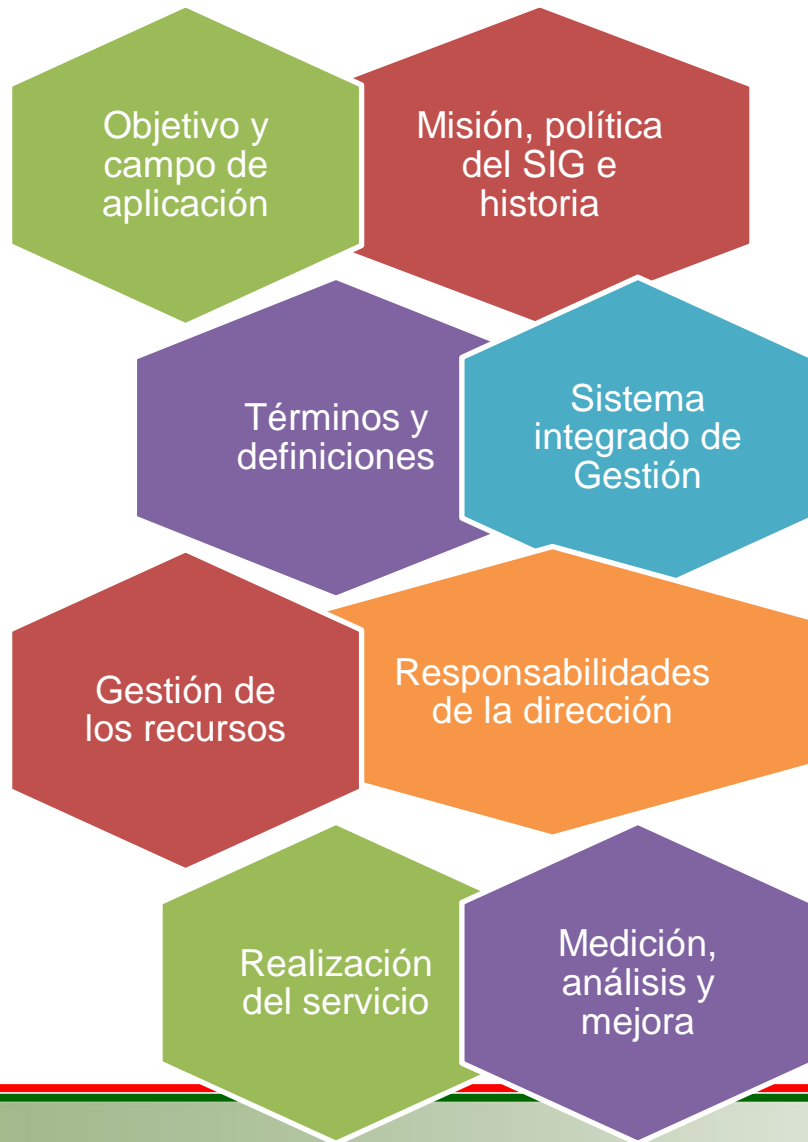 Objetivo y
campo de
aplicación
Misión, política
del SIG e
historia
Términos y
definiciones
Sistema
integrado de
Gestión
Gestión de
los recursos
Responsabilidades
de la dirección
Realización
del servicio
Medición,
análisis y
mejora